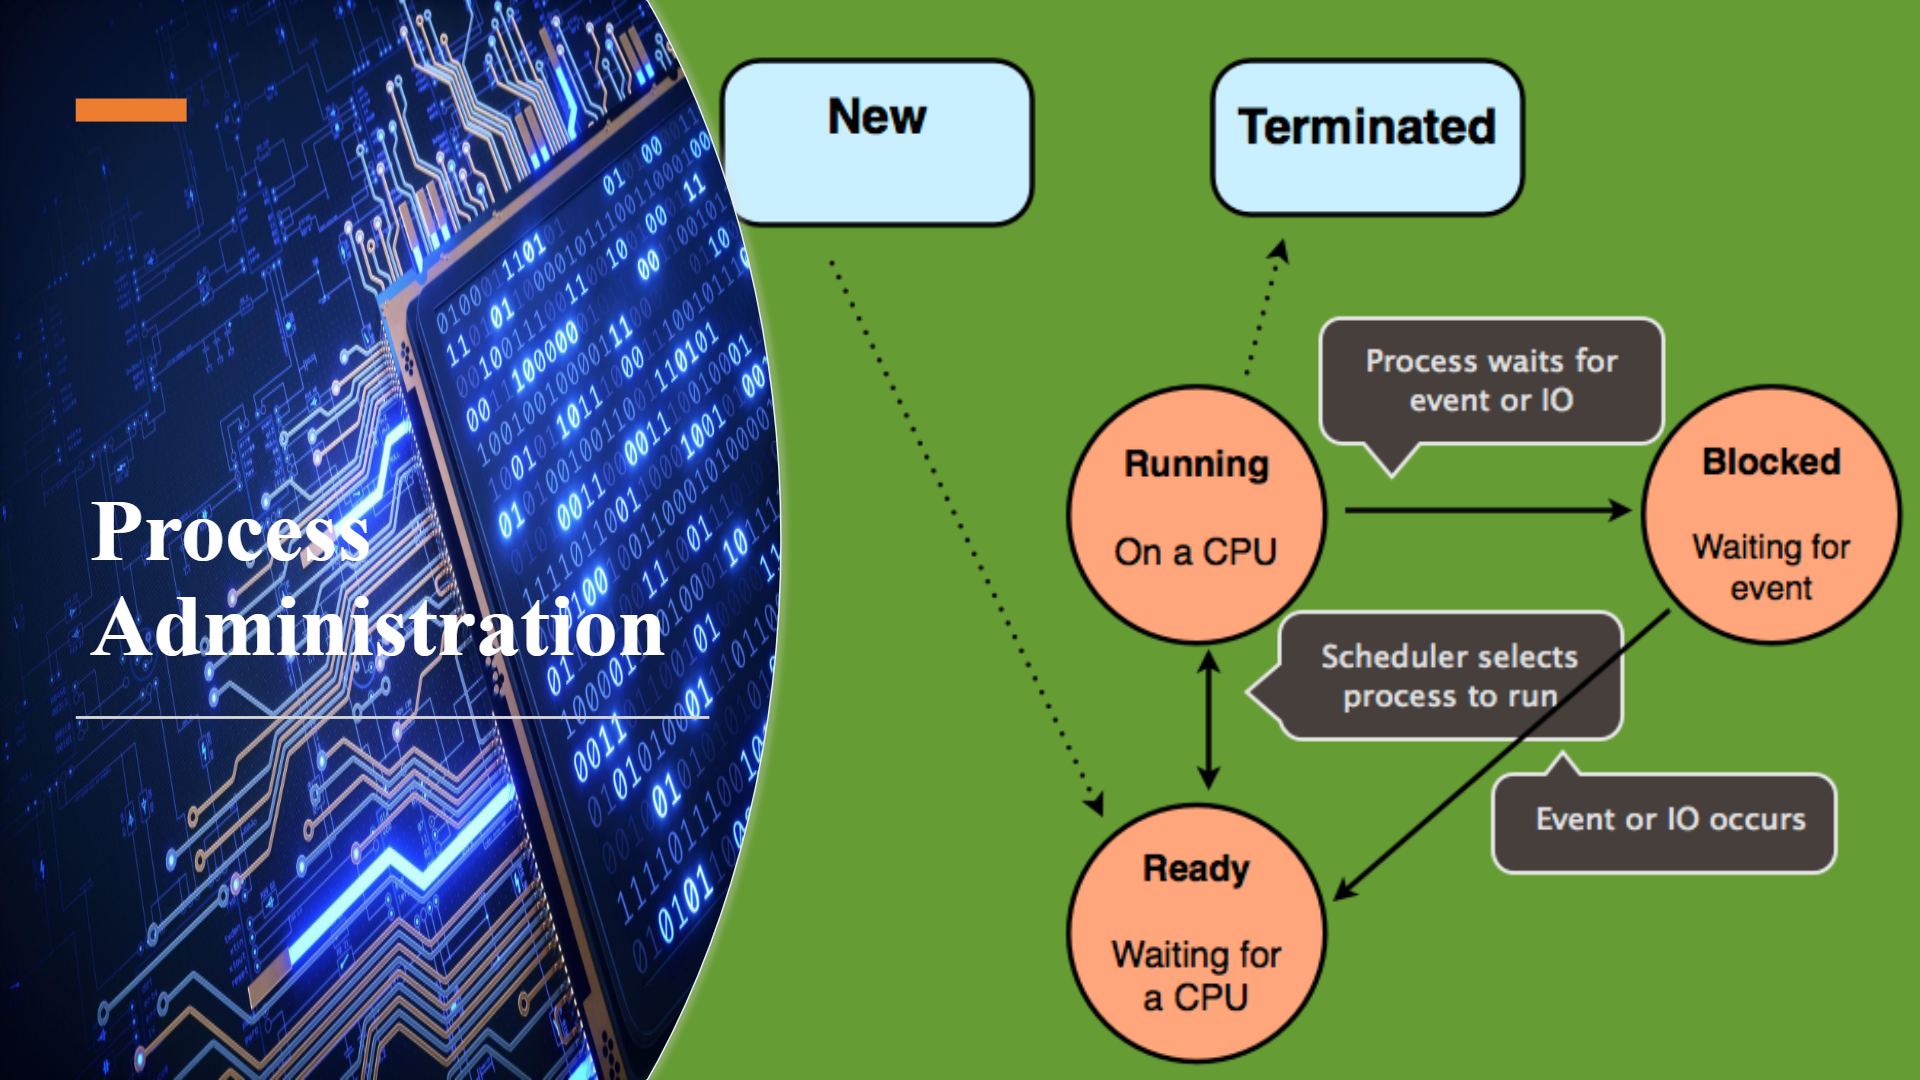 Process
Administration
New
Terminated
Process waits for
event or IO
Running
On a CPU
Blocked
Waiting for
event
Scheduler selects
process to run
Event or IO occurs
Ready
Waiting for
a CPU